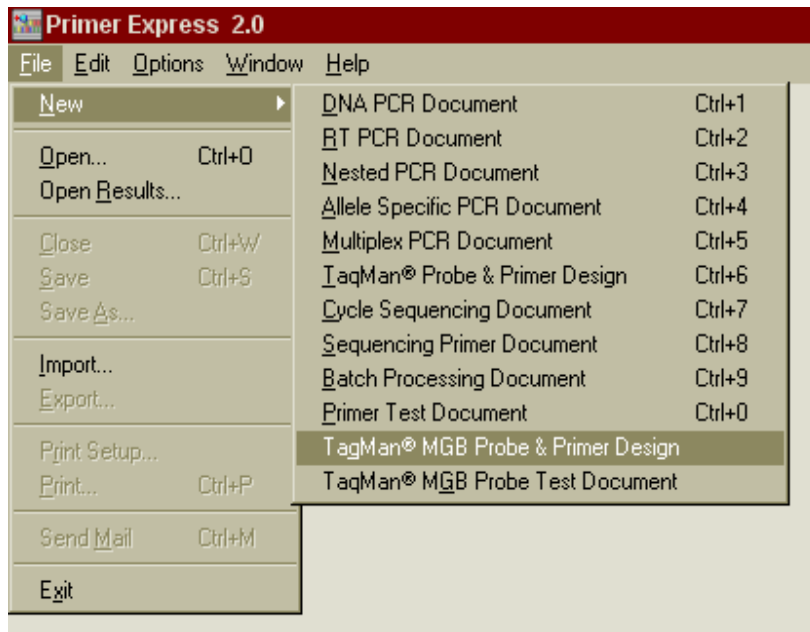 Primer Express 2.0
File Edit Options Window Help
New
Open... Ctrl+O
Open Results...
Close Ctrl+W
Save Ctrl+S
Save As...
Import...
Export...
Print Setup...
Print... Ctrl+P
Send Mail Ctrl+M
Exit
DNA PCR Document Ctrl+1
RT PCR Document Ctrl+2
Nested PCR Document Ctrl+3
Allele Specific PCR Document Ctrl+4
Multiplex PCR Document Ctrl+5
TaqMan® Probe & Primer Design Ctrl+6
Cycle Sequencing Document Ctrl+7
Sequencing Primer Document Ctrl+8
Batch Processing Document Ctrl+9
Primer Test Document Ctrl+0
TaqMan® MGB Probe & Primer Design
TaqMan® MGB Probe Test Document